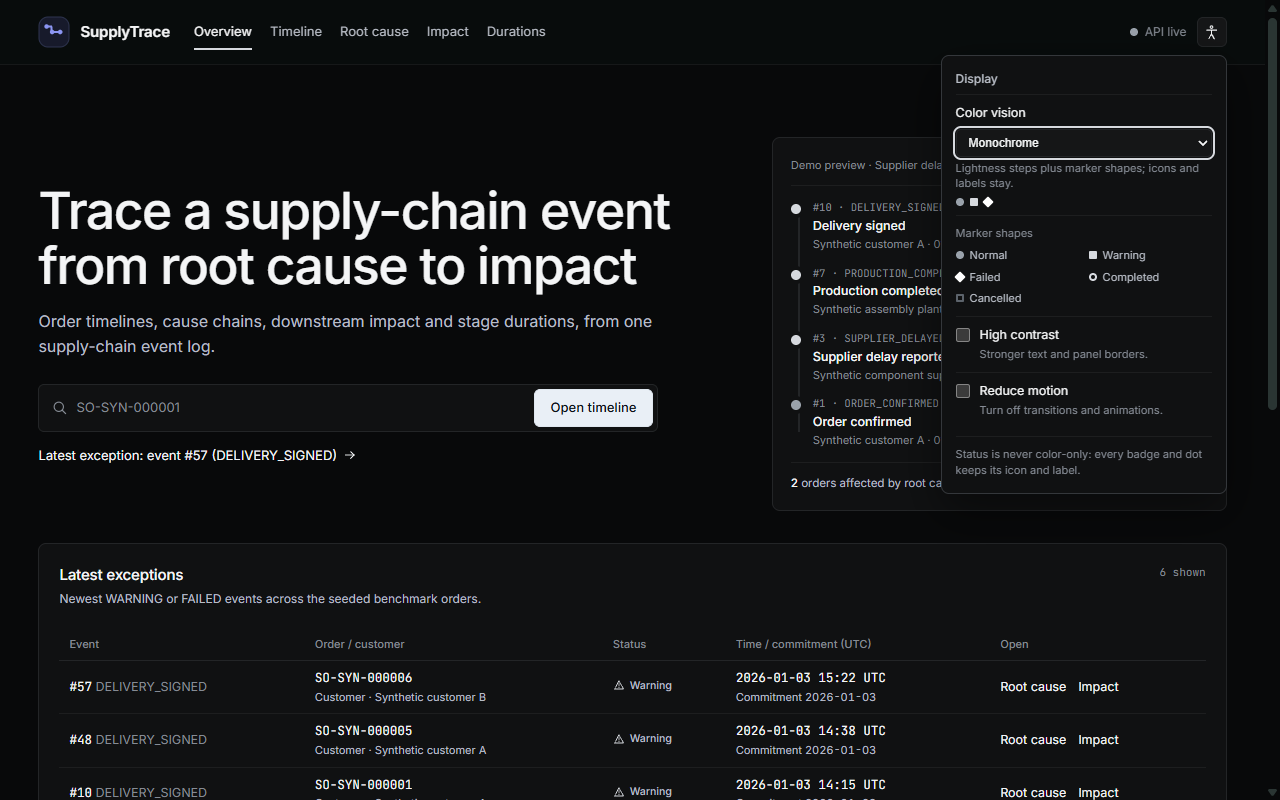 SupplyTrace Overview Timeline Root cause Impact Durations API live
Display
Color vision
Monochrome
Lightness steps plus marker shapes; icons and
labels stay.
Marker shapes
Normal Warning
Failed Completed
Cancelled
High contrast
Stronger text and panel borders.
Reduce motion
Turn off transitions and animations.
Status is never color-only: every badge and dot
keeps its icon and label.
Trace a supply-chain event
from root cause to impact
Order timelines, cause chains, downstream impact and stage durations, from one
supply-chain event log.
SO-SYN-000001 Open timeline
Latest exception: event #57 (DELIVERY_SIGNED) →
Demo preview · Supplier dela
#10 · DELIVERY_SIGNE
Delivery signed
Synthetic customer A · 0
#7 · PRODUCTION_COMP
Production completed
Synthetic assembly plant
#3 · SUPPLIER_DELAYE
Supplier delay reporte
Synthetic component sup
#1 · ORDER_CONFIRMED
Order confirmed
Synthetic customer A · 0
2 orders affected by root ca
Latest exceptions 6 shown
Newest WARNING or FAILED events across the seeded benchmark orders.
Event Order / customer Status Time / commitment (UTC) Open
#57 DELIVERY_SIGNED SO-SYN-000006 Warning 2026-01-03 15:22 UTC Root cause Impact
Customer · Synthetic customer B Commitment 2026-01-03
#48 DELIVERY_SIGNED SO-SYN-000005 Warning 2026-01-03 14:38 UTC Root cause Impact
Customer · Synthetic customer A Commitment 2026-01-03
#10 DELIVERY_SIGNED SO-SYN-000001 Warning 2026-01-03 14:15 UTC Root cause Impact